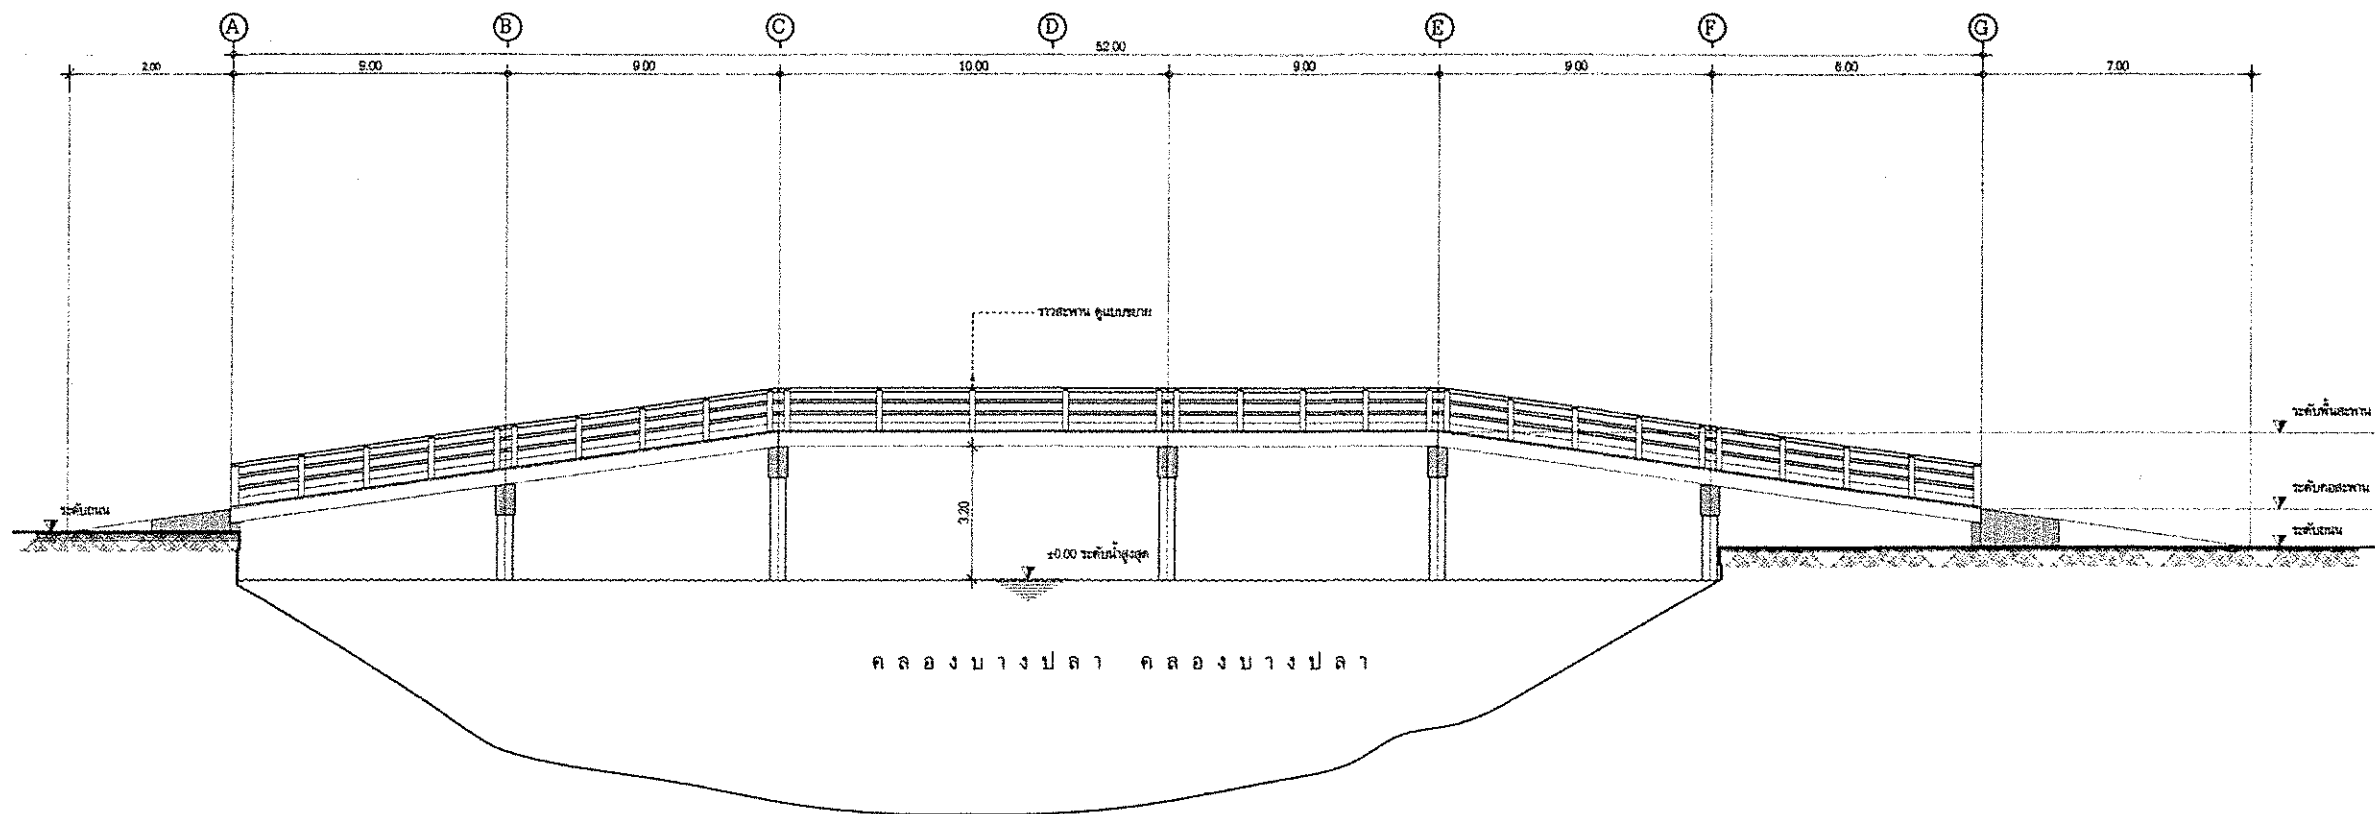 A B C D E F G
52.00
2.00 9.00 9.00 10.00 9.00 9.00 6.00 7.00
ราวสะพาน ดูแบบขยาย
ระดับพื้นสะพาน
ระดับคอสะพาน
ระดับถนน
ระดับถนน
3.20
±0.00 ระดับน้ำสูงสุด
คลองบางปลา คลองบางปลา